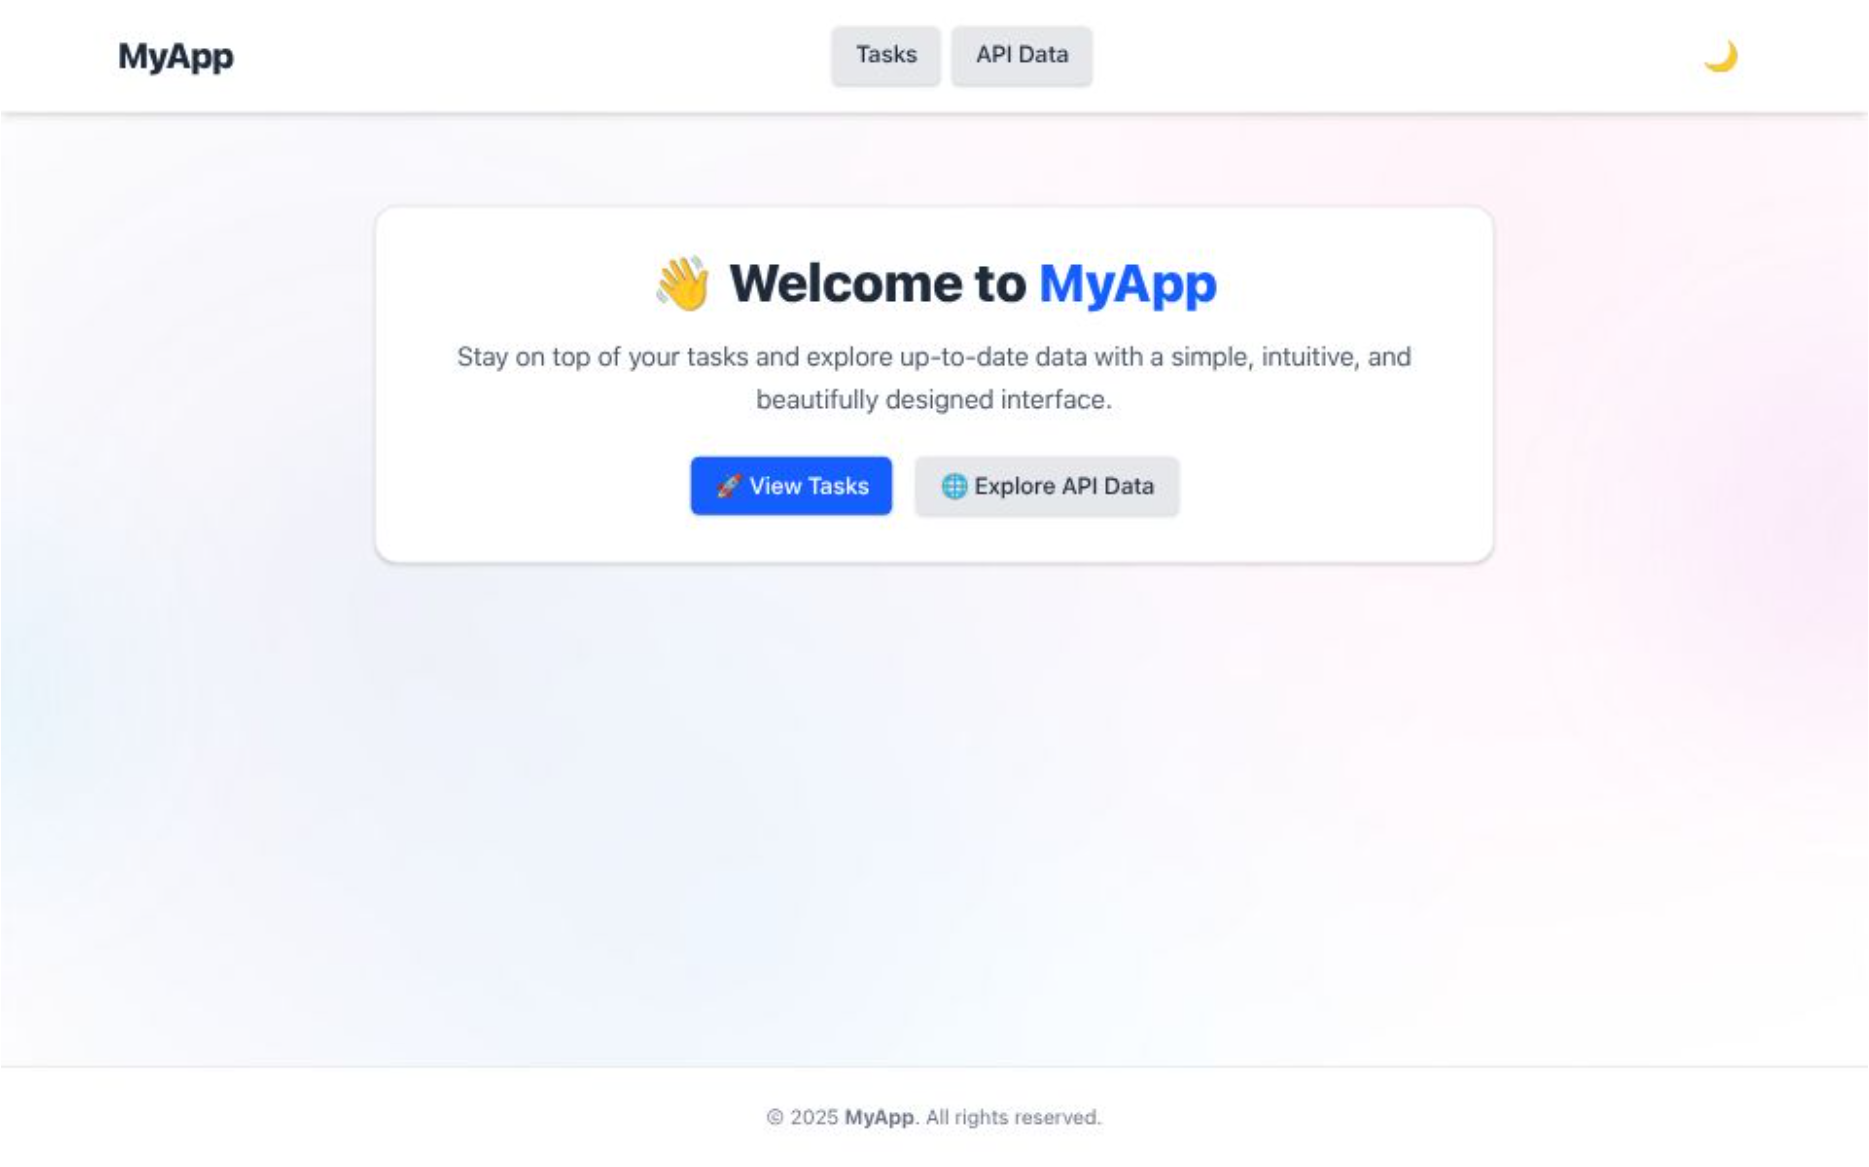 MyApp
Tasks
API Data
🌙
👋 Welcome to MyApp
Stay on top of your tasks and explore up-to-date data with a simple, intuitive, and
beautifully designed interface.
🚀 View Tasks
🌐 Explore API Data
© 2025 MyApp. All rights reserved.